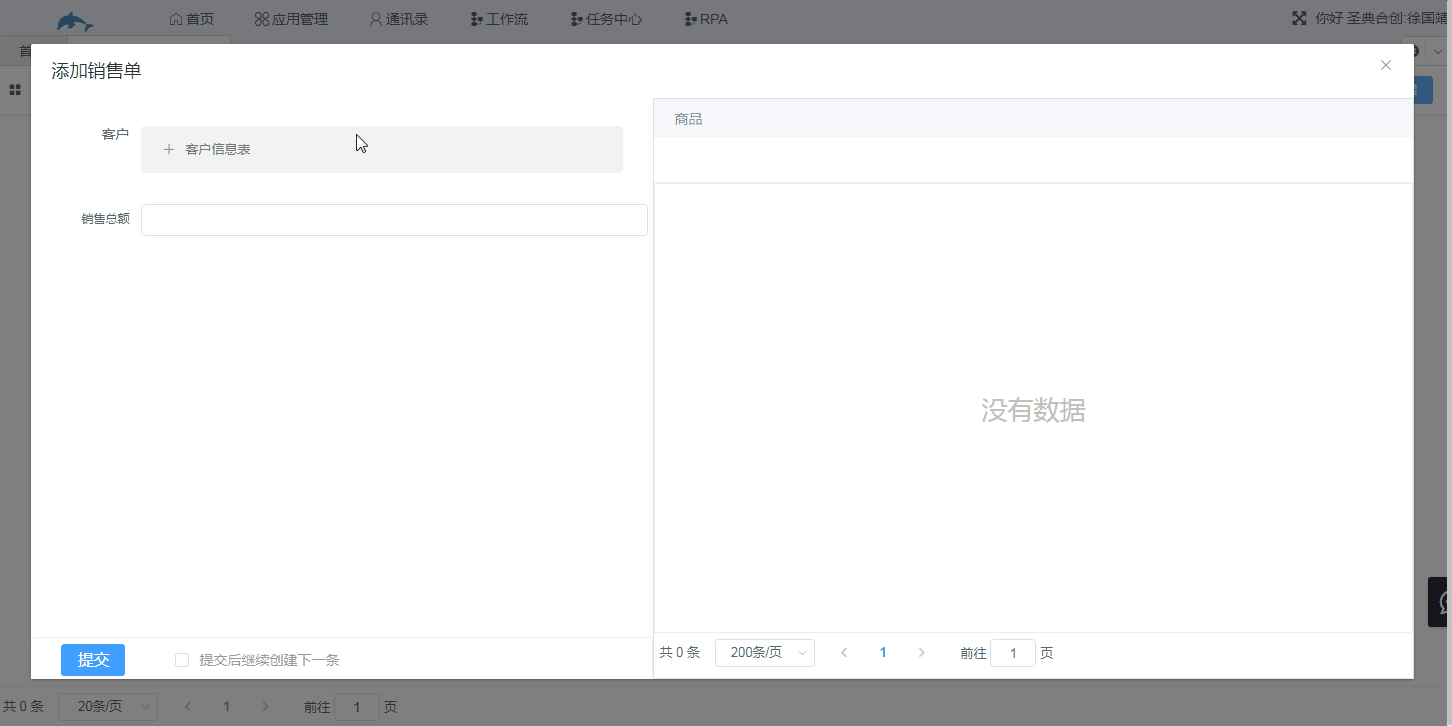 首页 应用管理 通讯录 工作流 任务中心 RPA 你好 圣典合创:徐国靖
首
添加销售单
客户
+ 客户信息表
销售总额
商品
没有数据
提交 提交后继续创建下一条
共 0 条 200条/页 1 前往 1 页
共 0 条 20条/页 1 前往 1 页